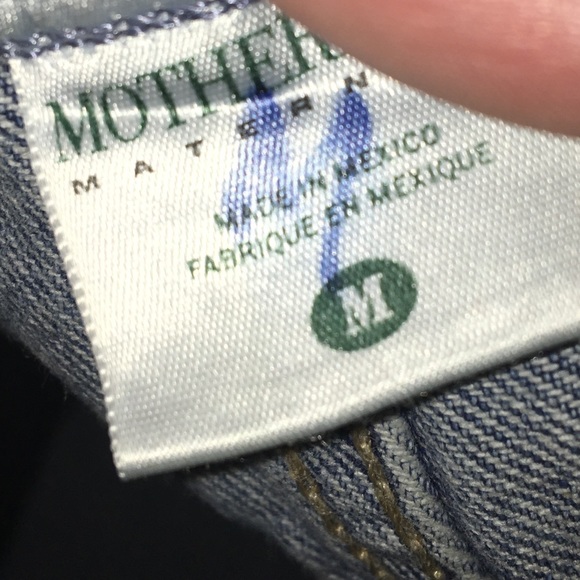 MOTHER
MATERN
MADE IN MEXICO
FABRIQUE EN MEXIQUE
M